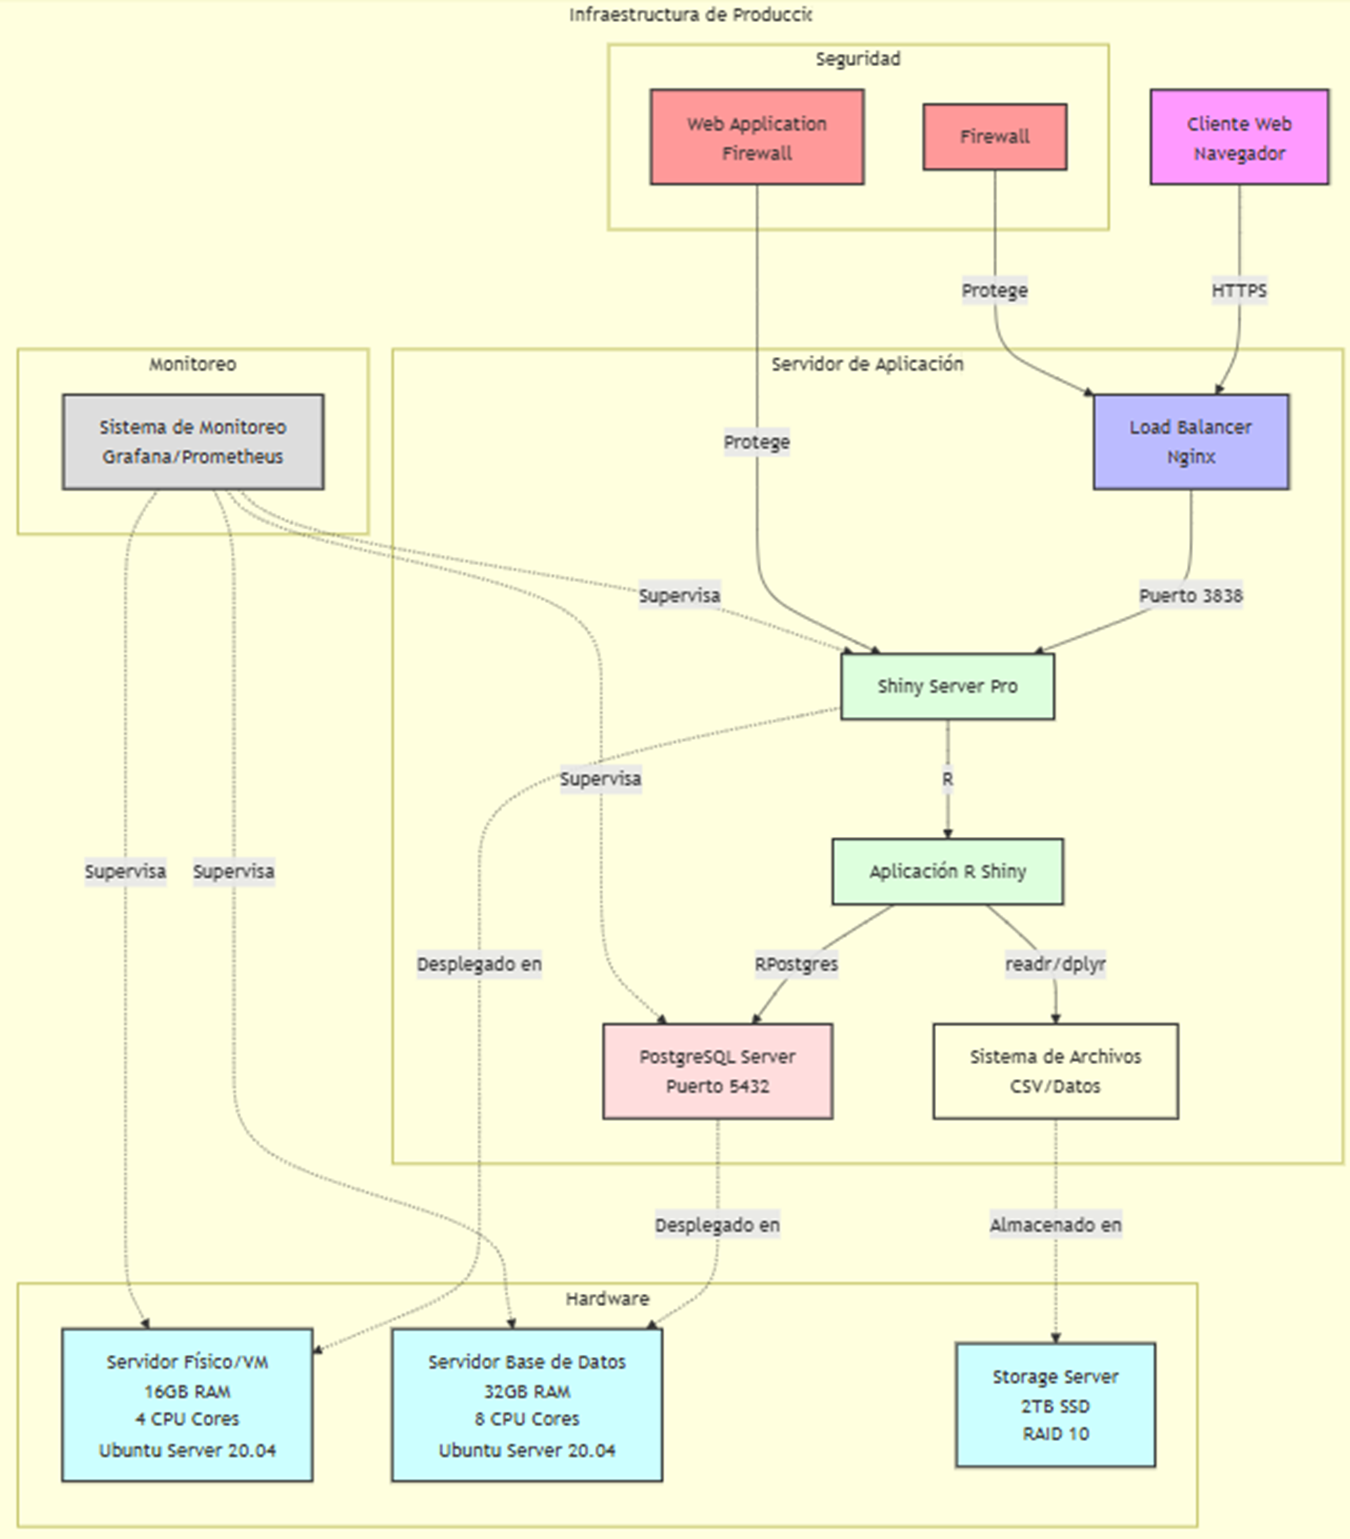 Infraestructura de Producció
Seguridad
Web Application
Firewall
Firewall
Cliente Web
Navegador
Protege
HTTPS
Monitoreo
Sistema de Monitoreo
Grafana/Prometheus
Servidor de Aplicación
Load Balancer
Nginx
Protege
Supervisa
Puerto 3838
Shiny Server Pro
Supervisa
R
Supervisa
Supervisa
Aplicación R Shiny
Desplegado en
RPostgres
readr/dplyr
PostgreSQL Server
Puerto 5432
Sistema de Archivos
CSV/Datos
Desplegado en
Almacenado en
Hardware
Servidor Físico/VM
16GB RAM
4 CPU Cores
Ubuntu Server 20.04
Servidor Base de Datos
32GB RAM
8 CPU Cores
Ubuntu Server 20.04
Storage Server
2TB SSD
RAID 10